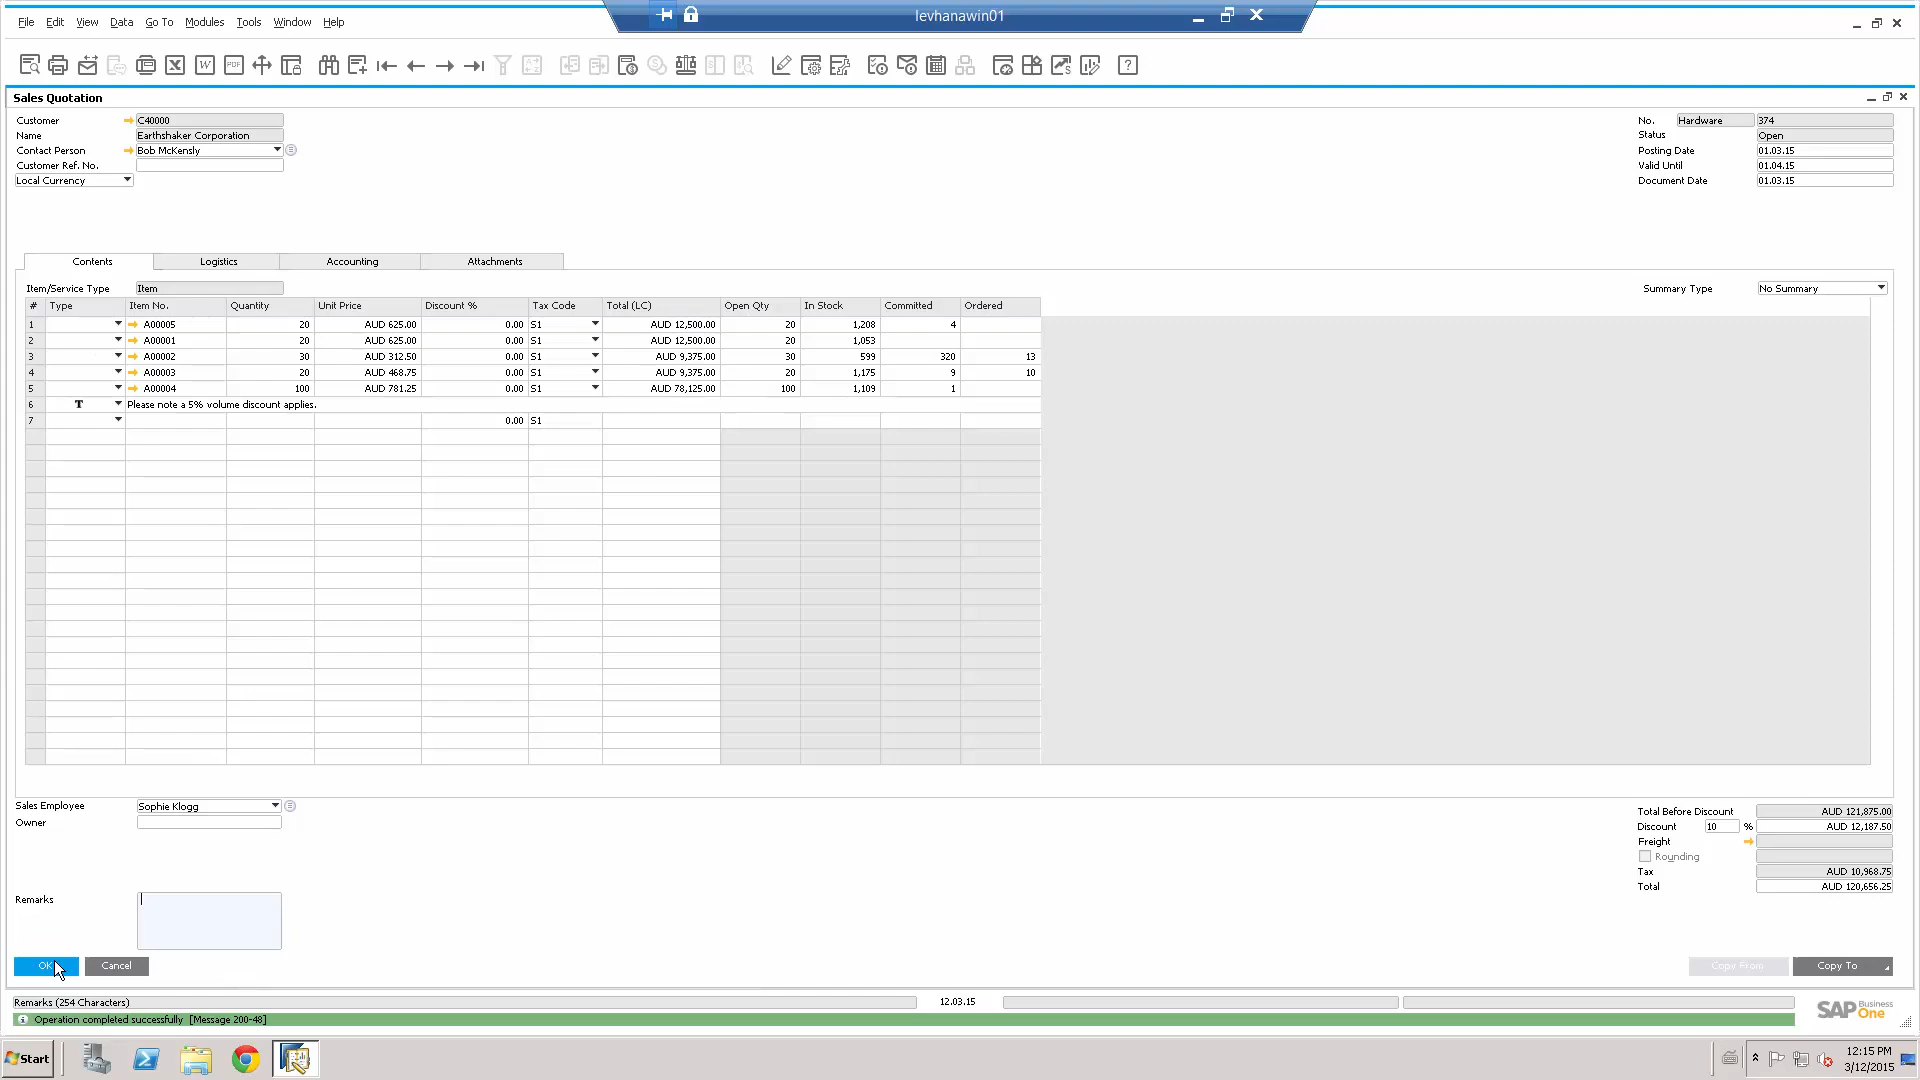 levhanawin01
File Edit View Data Go To Modules Tools Window Help
Sales Quotation
Customer C40000
Name Earthshaker Corporation
Contact Person Bob McKensly
Customer Ref. No.
Local Currency
No. Hardware 374
Status Open
Posting Date 01.03.15
Valid Until 01.04.15
Document Date 01.03.15
Contents Logistics Accounting Attachments
Item/Service Type Item
Summary Type No Summary
# Type Item No. Quantity Unit Price Discount % Tax Code Total (LC) Open Qty In Stock Committed Ordered
1 A00005 20 AUD 625.00 0.00 S1 AUD 12,500.00 20 1,208 4
2 A00001 20 AUD 625.00 0.00 S1 AUD 12,500.00 20 1,053
3 A00002 30 AUD 312.50 0.00 S1 AUD 9,375.00 30 599 320 13
4 A00003 20 AUD 468.75 0.00 S1 AUD 9,375.00 20 1,175 9 10
5 A00004 100 AUD 781.25 0.00 S1 AUD 78,125.00 100 1,109 1
6 T Please note a 5% volume discount applies.
7 0.00 S1
Sales Employee Sophie Klogg
Owner
Total Before Discount AUD 121,875.00
Discount 10 % AUD 12,187.50
Freight
Rounding
Tax AUD 10,968.75
Total AUD 120,656.25
Remarks
OK Cancel
Copy From Copy To
Remarks (254 Characters) 12.03.15
Operation completed successfully [Message 200-48]
SAP Business One
Start
12:15 PM
3/12/2015